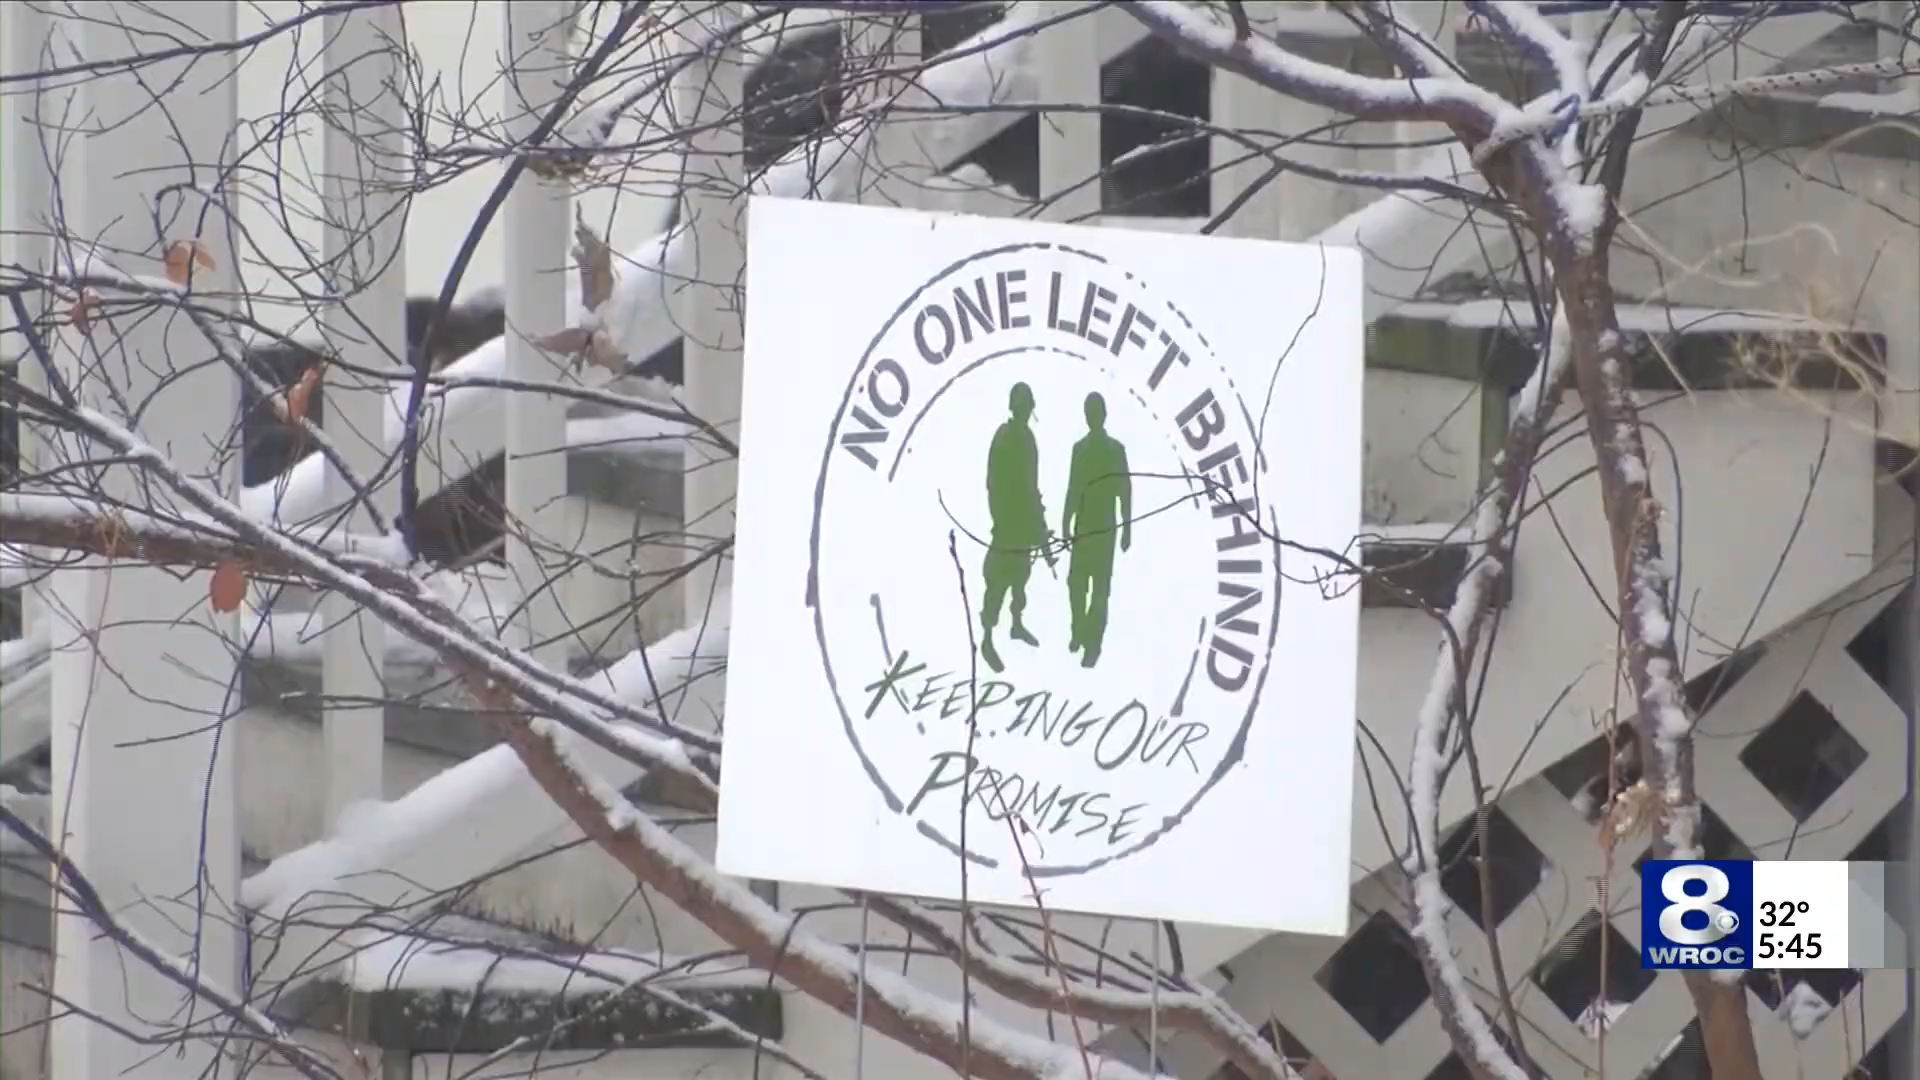 NO ONE LEFT BEHIND
KEEPING OUR
PROMISE
8
WROC
32°
5:45